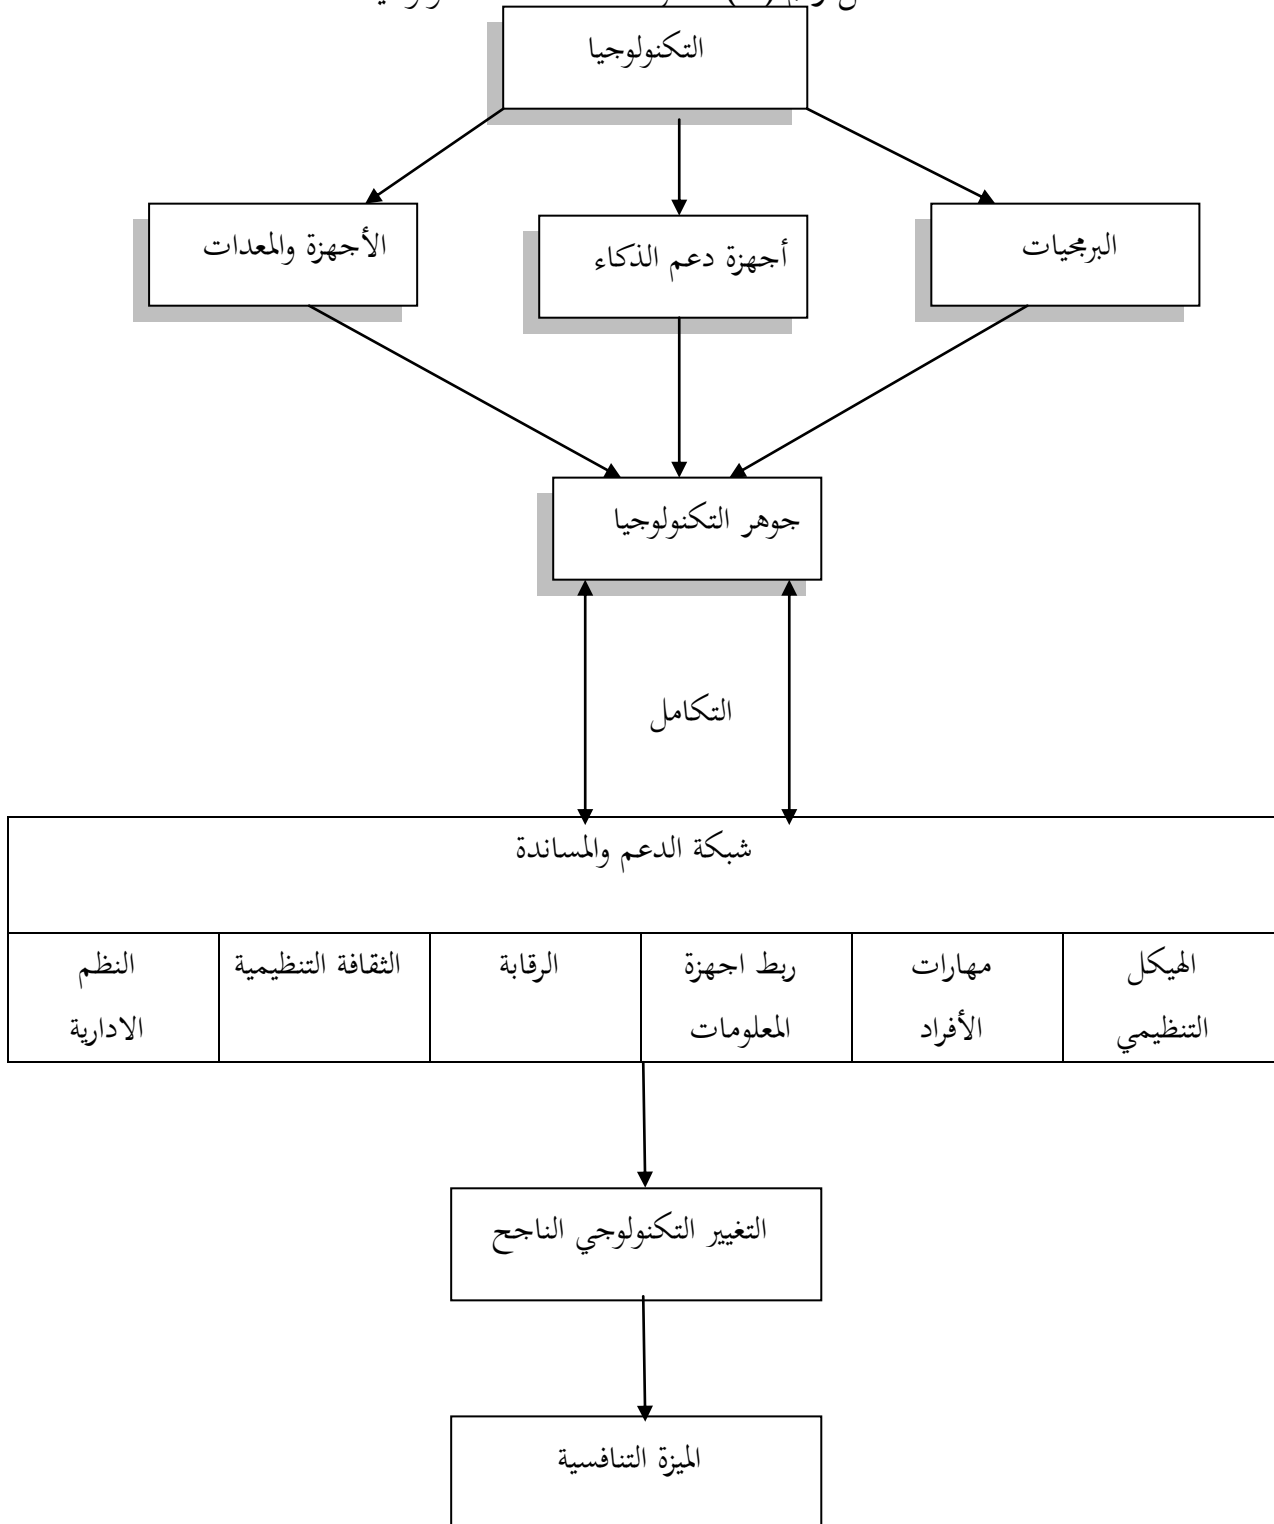 التكنولوجيا
البرمجيات
أجهزة دعم الذكاء
الأجهزة والمعدات
جوهر التكنولوجيا
التكامل
شبكة الدعم والمساندة
الهيكل
التنظيمي
مهارات
الأفراد
ربط اجهزة
المعلومات
الرقابة
الثقافة التنظيمية
النظم
الادارية
التغيير التكنولوجي الناجح
الميزة التنافسية